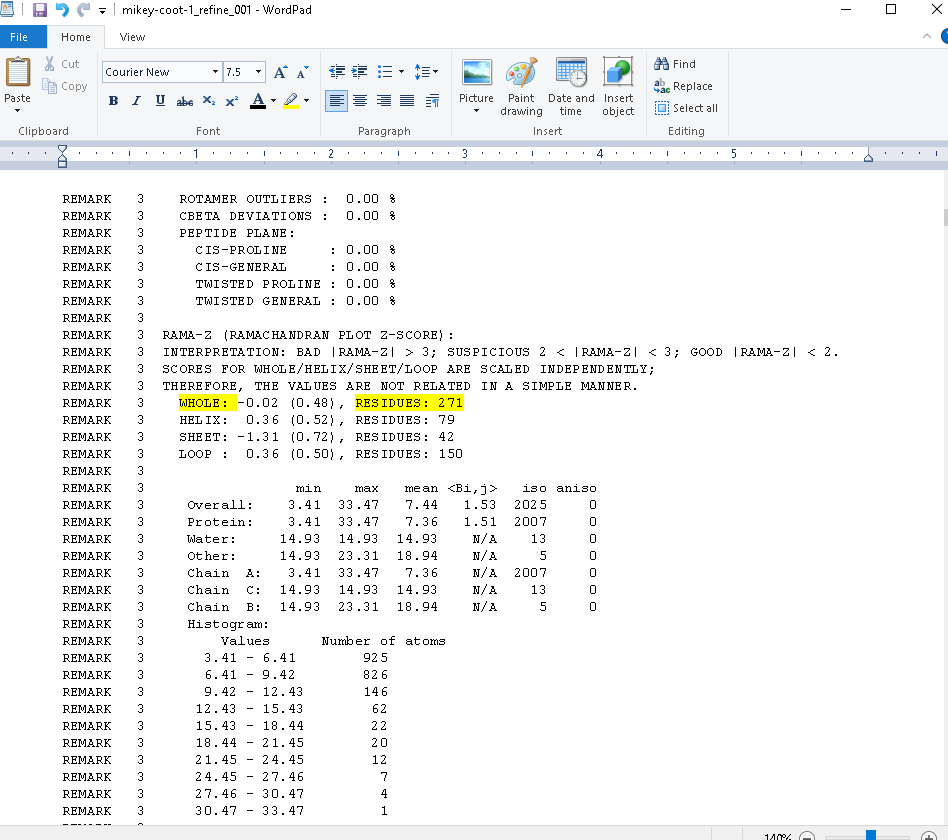 mikey-coot-1_refine_001 - WordPad
File Home View
Paste
Cut
Copy
Clipboard
Courier New 7.5 A A
B I U abc X₂ X² A
Font
Paragraph
Picture
Paint drawing
Date and time
Insert object
Insert
Find
Replace
Select all
Editing
1 2 3 4 5
REMARK 3 ROTAMER OUTLIERS : 0.00 %
REMARK 3 CBETA DEVIATIONS : 0.00 %
REMARK 3 PEPTIDE PLANE:
REMARK 3 CIS-PROLINE : 0.00 %
REMARK 3 CIS-GENERAL : 0.00 %
REMARK 3 TWISTED PROLINE : 0.00 %
REMARK 3 TWISTED GENERAL : 0.00 %
REMARK 3
REMARK 3 RAMA-Z (RAMACHANDRAN PLOT Z-SCORE):
REMARK 3 INTERPRETATION: BAD |RAMA-Z| > 3; SUSPICIOUS 2 < |RAMA-Z| < 3; GOOD |RAMA-Z| < 2.
REMARK 3 SCORES FOR WHOLE/HELIX/SHEET/LOOP ARE SCALED INDEPENDENTLY;
REMARK 3 THEREFORE, THE VALUES ARE NOT RELATED IN A SIMPLE MANNER.
REMARK 3 WHOLE: -0.02 (0.48), RESIDUES: 271
REMARK 3 HELIX: 0.36 (0.52), RESIDUES: 79
REMARK 3 SHEET: -1.31 (0.72), RESIDUES: 42
REMARK 3 LOOP : 0.36 (0.50), RESIDUES: 150
REMARK 3
REMARK 3 min max mean <Bi,j> iso aniso
REMARK 3 Overall: 3.41 33.47 7.44 1.53 2025 0
REMARK 3 Protein: 3.41 33.47 7.36 1.51 2007 0
REMARK 3 Water: 14.93 14.93 14.93 N/A 13 0
REMARK 3 Other: 14.93 23.31 18.94 N/A 5 0
REMARK 3 Chain A: 3.41 33.47 7.36 N/A 2007 0
REMARK 3 Chain C: 14.93 14.93 14.93 N/A 13 0
REMARK 3 Chain B: 14.93 23.31 18.94 N/A 5 0
REMARK 3 Histogram:
REMARK 3 Values Number of atoms
REMARK 3 3.41 - 6.41 925
REMARK 3 6.41 - 9.42 826
REMARK 3 9.42 - 12.43 146
REMARK 3 12.43 - 15.43 62
REMARK 3 15.43 - 18.44 22
REMARK 3 18.44 - 21.45 20
REMARK 3 21.45 - 24.45 12
REMARK 3 24.45 - 27.46 7
REMARK 3 27.46 - 30.47 4
REMARK 3 30.47 - 33.47 1
140%